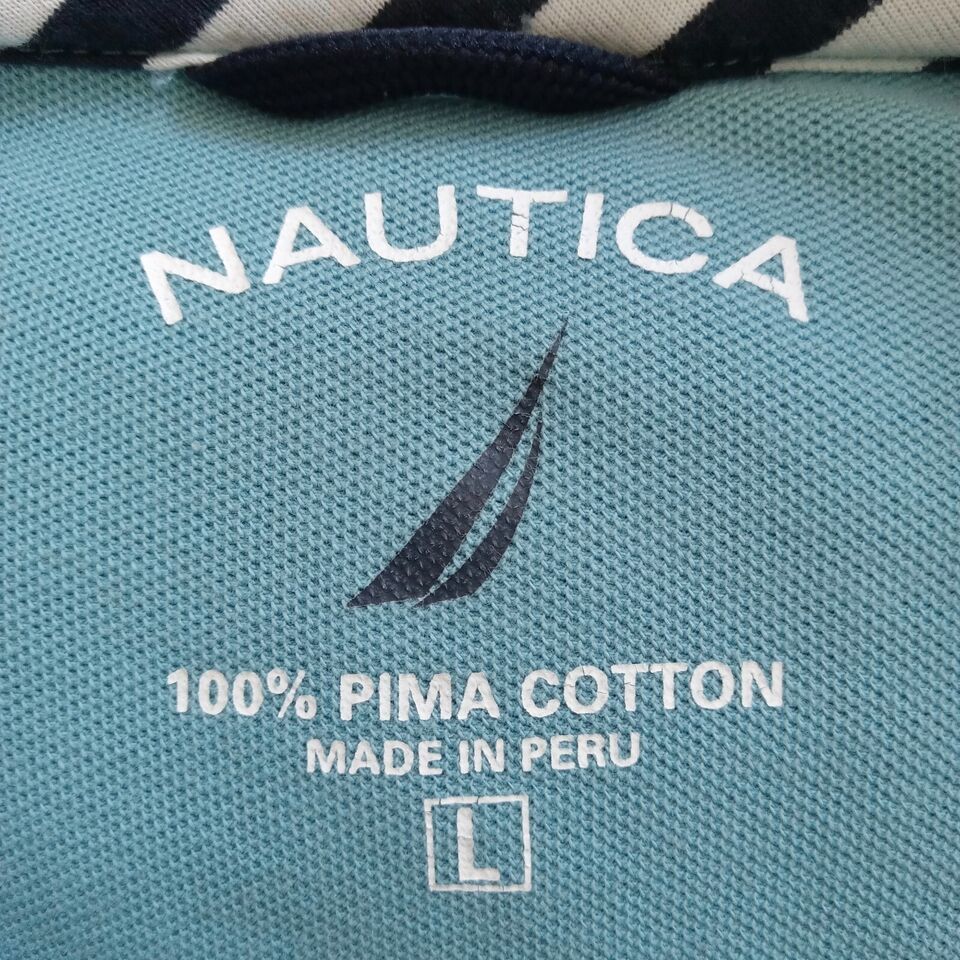 NAUTICA
100% PIMA COTTON
MADE IN PERU
L